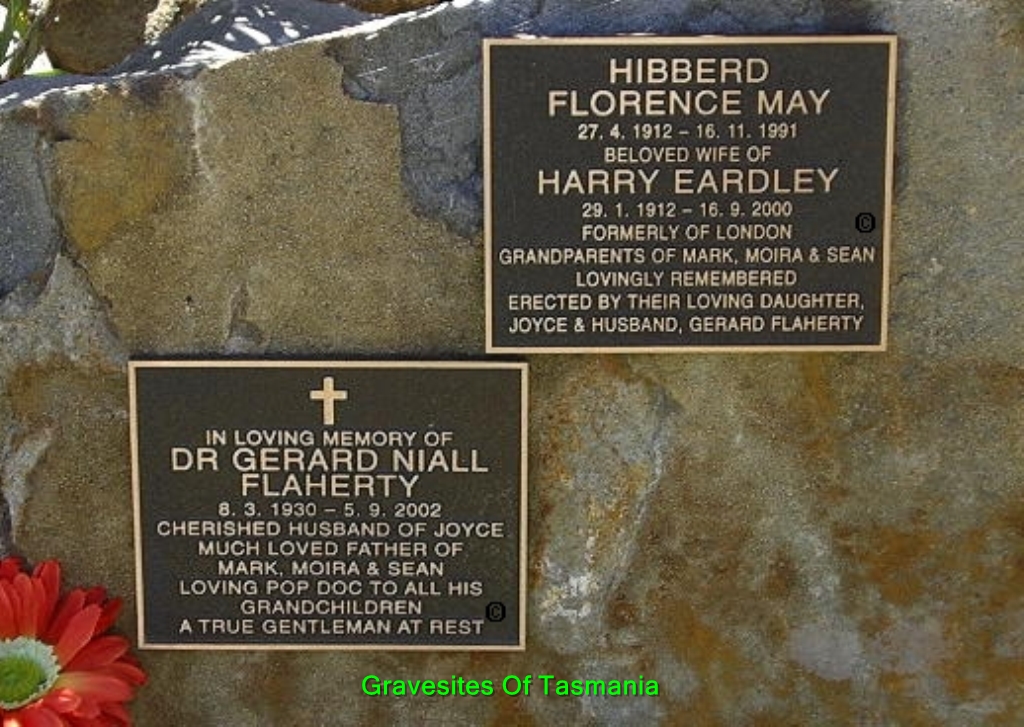 HIBBERD
FLORENCE MAY
27. 4. 1912 – 16. 11. 1991
BELOVED WIFE OF
HARRY EARDLEY
29. 1. 1912 – 16. 9. 2000
FORMERLY OF LONDON
GRANDPARENTS OF MARK, MOIRA & SEAN
LOVINGLY REMEMBERED
ERECTED BY THEIR LOVING DAUGHTER,
JOYCE & HUSBAND, GERARD FLAHERTY
©
IN LOVING MEMORY OF
DR GERARD NIALL
FLAHERTY
8. 3. 1930 – 5. 9. 2002
CHERISHED HUSBAND OF JOYCE
MUCH LOVED FATHER OF
MARK, MOIRA & SEAN
LOVING POP DOC TO ALL HIS
GRANDCHILDREN
A TRUE GENTLEMAN AT REST
©
Gravesites Of Tasmania